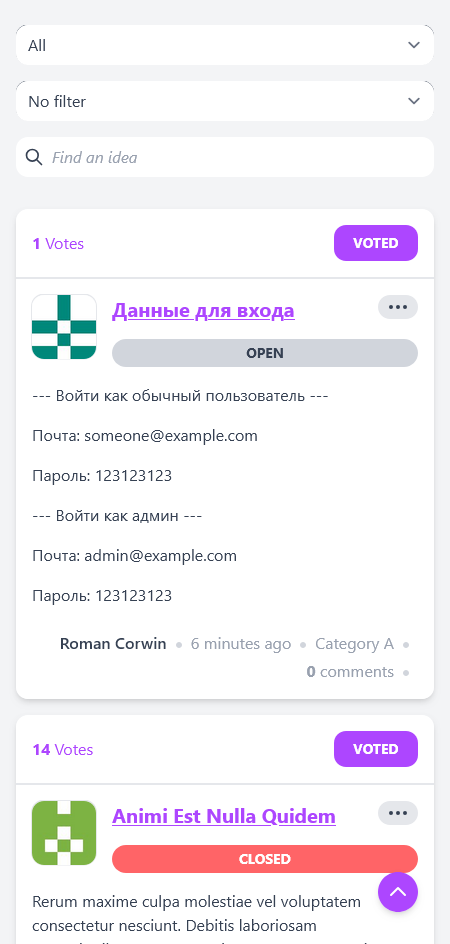 All
No filter
Find an idea
1 Votes
VOTED
Данные для входа
OPEN
--- Войти как обычный пользователь ---
Почта: someone@example.com
Пароль: 123123123
--- Войти как админ ---
Почта: admin@example.com
Пароль: 123123123
Roman Corwin • 6 minutes ago • Category A •
0 comments •
14 Votes
VOTED
Animi Est Nulla Quidem
CLOSED
Rerum maxime culpa molestiae vel voluptatem
consectetur nesciunt. Debitis laboriosam